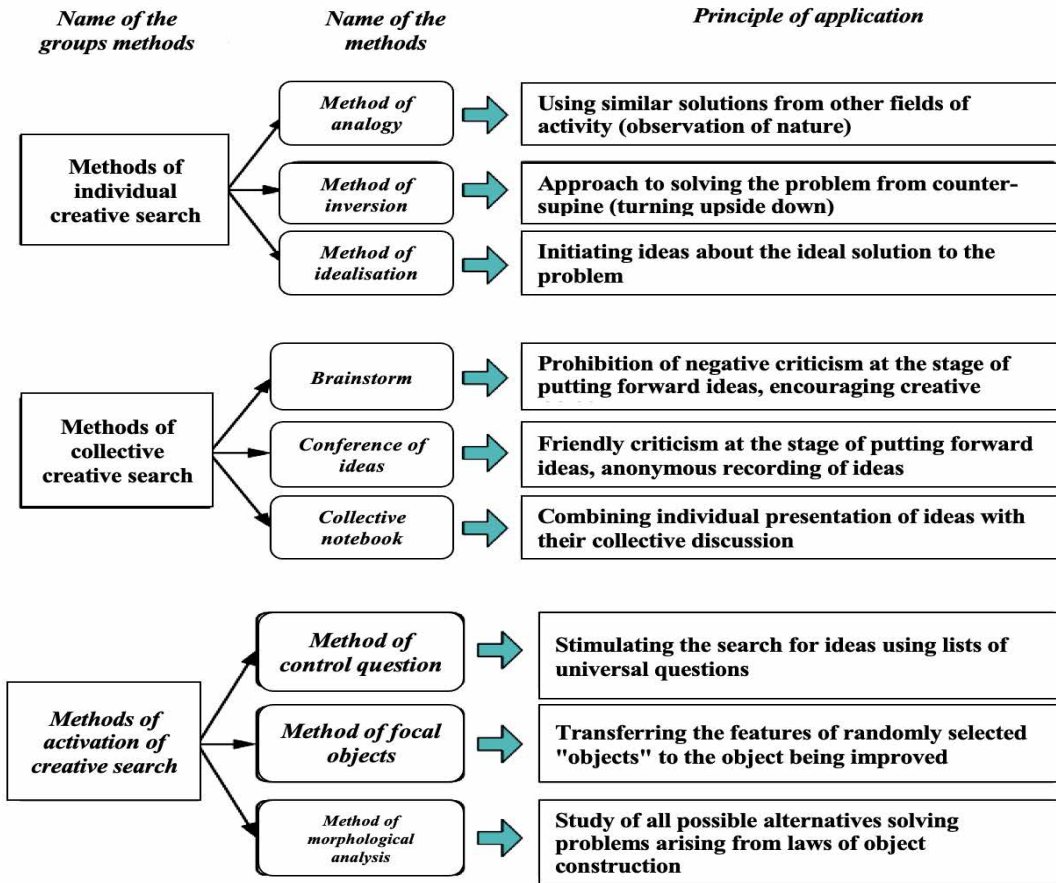 Name of the
groups methods
Name of the
methods
Principle of application
Methods of
individual
creative search
Method of
analogy
Using similar solutions from other fields of
activity (observation of nature)
Method of
inversion
Approach to solving the problem from counter-
supine (turning upside down)
Method of
idealisation
Initiating ideas about the ideal solution to the
problem
Methods of
collective
creative search
Brainstorm
Prohibition of negative criticism at the stage of
putting forward ideas, encouraging creative
Conference of
ideas
Friendly criticism at the stage of putting forward
ideas, anonymous recording of ideas
Collective
notebook
Combining individual presentation of ideas with
their collective discussion
Methods of
activation of
creative search
Method of
control question
Stimulating the search for ideas using lists of
universal questions
Method of focal
objects
Transferring the features of randomly selected
"objects" to the object being improved
Method of
morphological
analysis
Study of all possible alternatives solving
problems arising from laws of object
construction